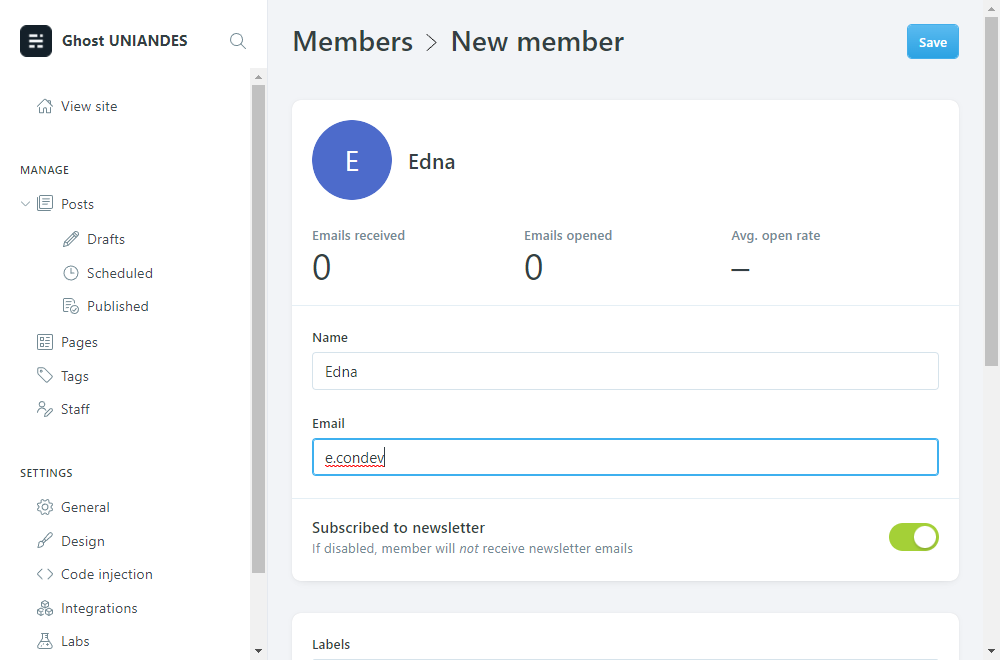 Ghost UNIANDES
View site
MANAGE
Posts
Drafts
Scheduled
Published
Pages
Tags
Staff
SETTINGS
General
Design
Code injection
Integrations
Labs
Members > New member
Save
E
Edna
Emails received
0
Emails opened
0
Avg. open rate
–
Name
Edna
Email
e.condev
Subscribed to newsletter
If disabled, member will not receive newsletter emails
Labels